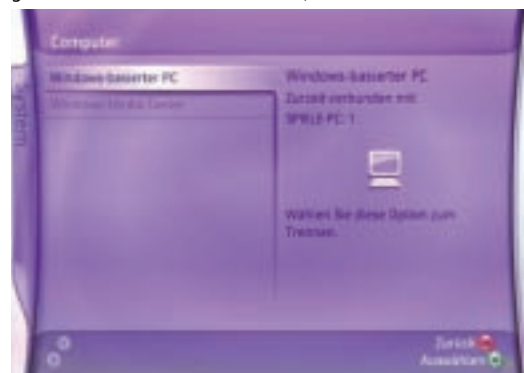 Computer
System
Windows-basierter PC
Windows Media Center
Windows-basierter PC
Zurzeit verbunden mit:
SPIELE-PC: 1
Wählen Sie diese Option zum
Trennen.
Zurück
Auswählen